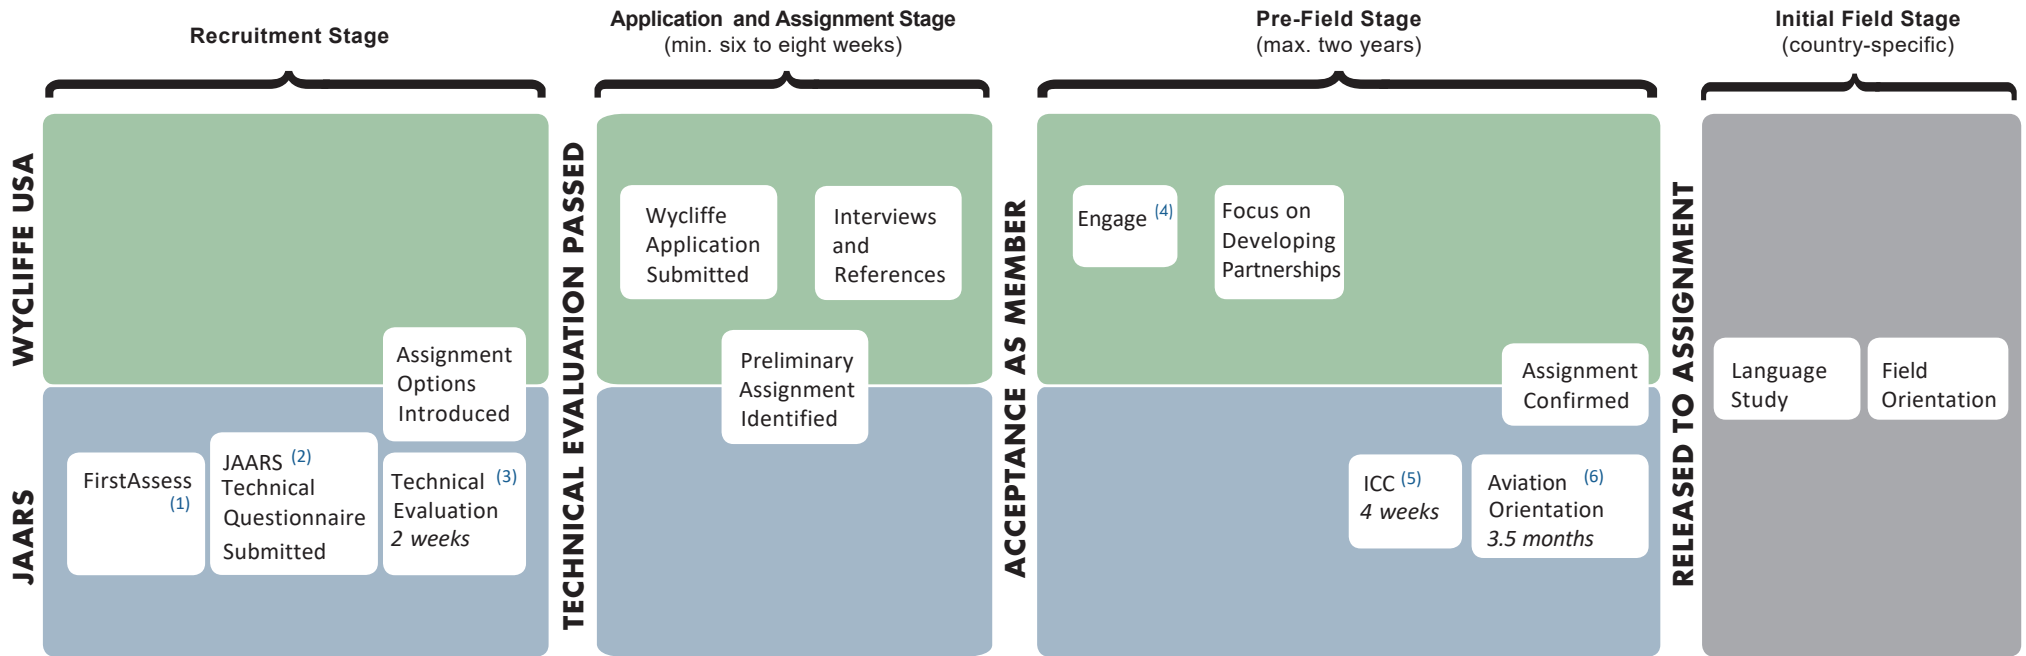 Recruitment Stage
Application and Assignment Stage
(min. six to eight weeks)
Pre-Field Stage
(max. two years)
Initial Field Stage
(country-specific)
WYCLIFFE USA
JAARS
Assignment
Options
Introduced
FirstAssess
(1)
JAARS (2)
Technical
Questionnaire
Submitted
Technical (3)
Evaluation
2 weeks
TECHNICAL EVALUATION PASSED
Wycliffe
Application
Submitted
Interviews
and
References
Preliminary
Assignment
Identified
ACCEPTANCE AS MEMBER
Engage (4)
Focus on
Developing
Partnerships
Assignment
Confirmed
ICC (5)
4 weeks
Aviation (6)
Orientation
3.5 months
RELEASED TO ASSIGNMENT
Language
Study
Field
Orientation